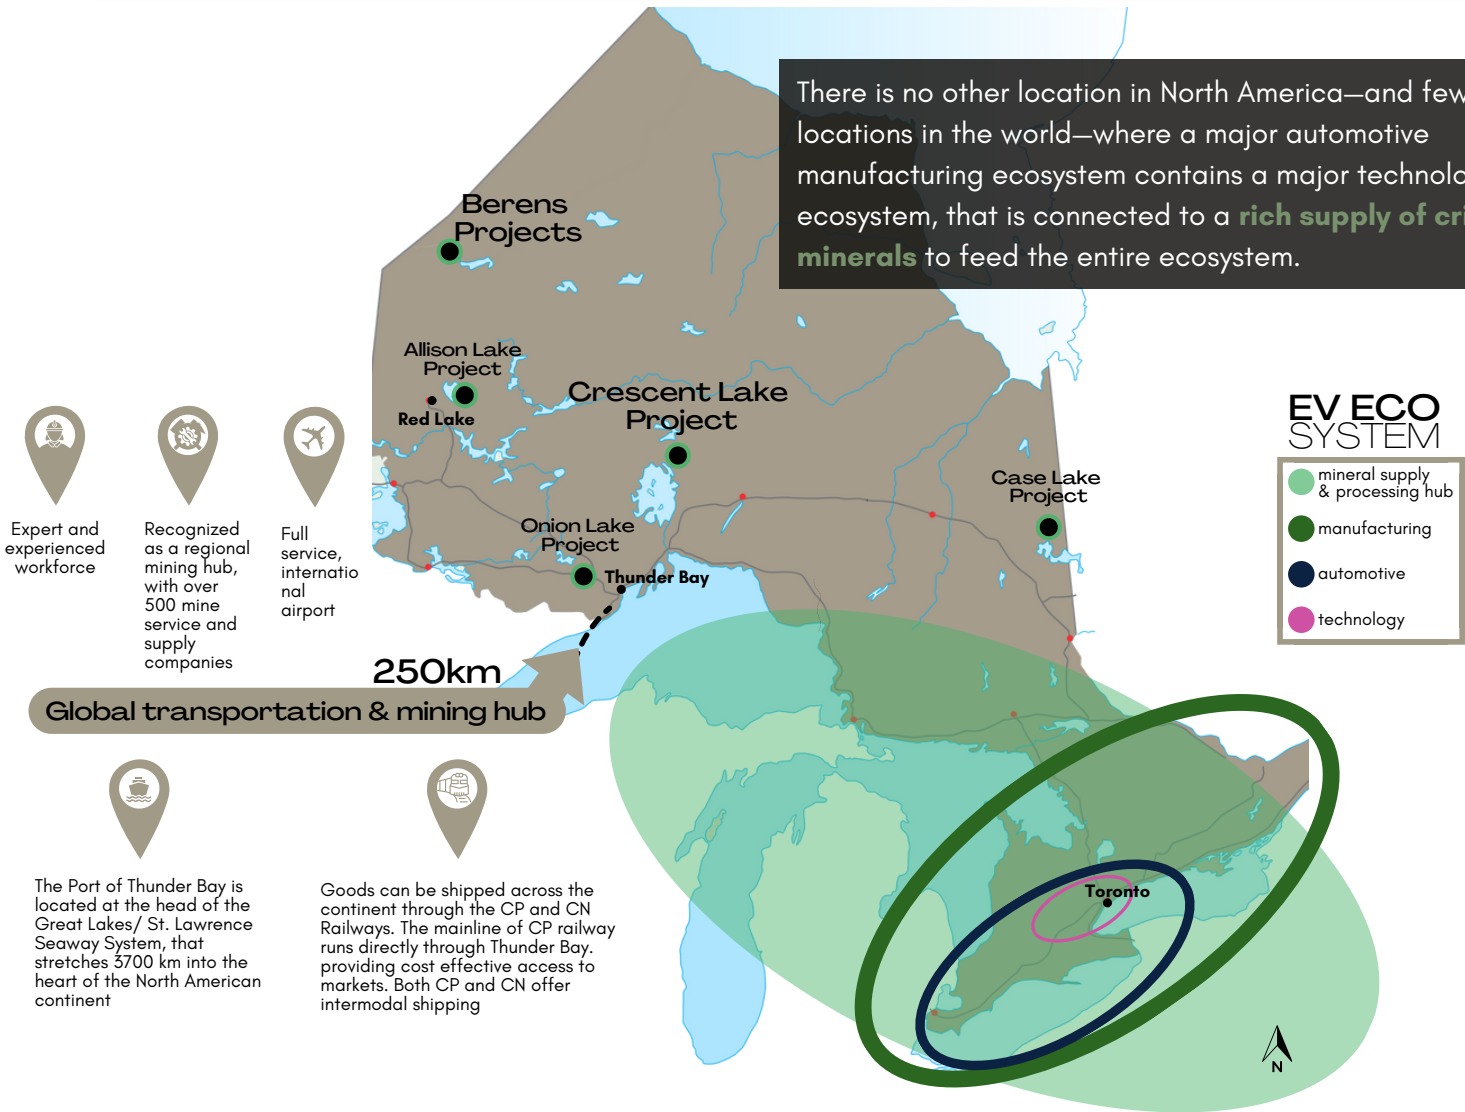 There is no other location in North America—and few
locations in the world—where a major automotive
manufacturing ecosystem contains a major technolo
ecosystem, that is connected to a rich supply of cri
minerals to feed the entire ecosystem.
Berens
Projects
Allison Lake
Project
Red Lake
Crescent Lake
Project
Case Lake
Project
Onion Lake
Project
Thunder Bay
EV ECO
SYSTEM
mineral supply
& processing hub
manufacturing
automotive
technology
Expert and
experienced
workforce
Recognized
as a regional
mining hub,
with over
500 mine
service and
supply
companies
Full
service,
internatio
nal
airport
250km
Global transportation & mining hub
The Port of Thunder Bay is
located at the head of the
Great Lakes/ St. Lawrence
Seaway System, that
stretches 3700 km into the
heart of the North American
continent
Goods can be shipped across the
continent through the CP and CN
Railways. The mainline of CP railway
runs directly through Thunder Bay.
providing cost effective access to
markets. Both CP and CN offer
intermodal shipping
Toronto
N